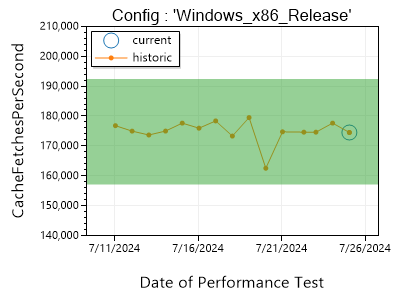 Config : 'Windows_x86_Release'
CacheFetchesPerSecond
210,000
200,000
190,000
180,000
170,000
160,000
150,000
140,000
current
historic
7/11/2024
7/16/2024
7/21/2024
7/26/2024
Date of Performance Test